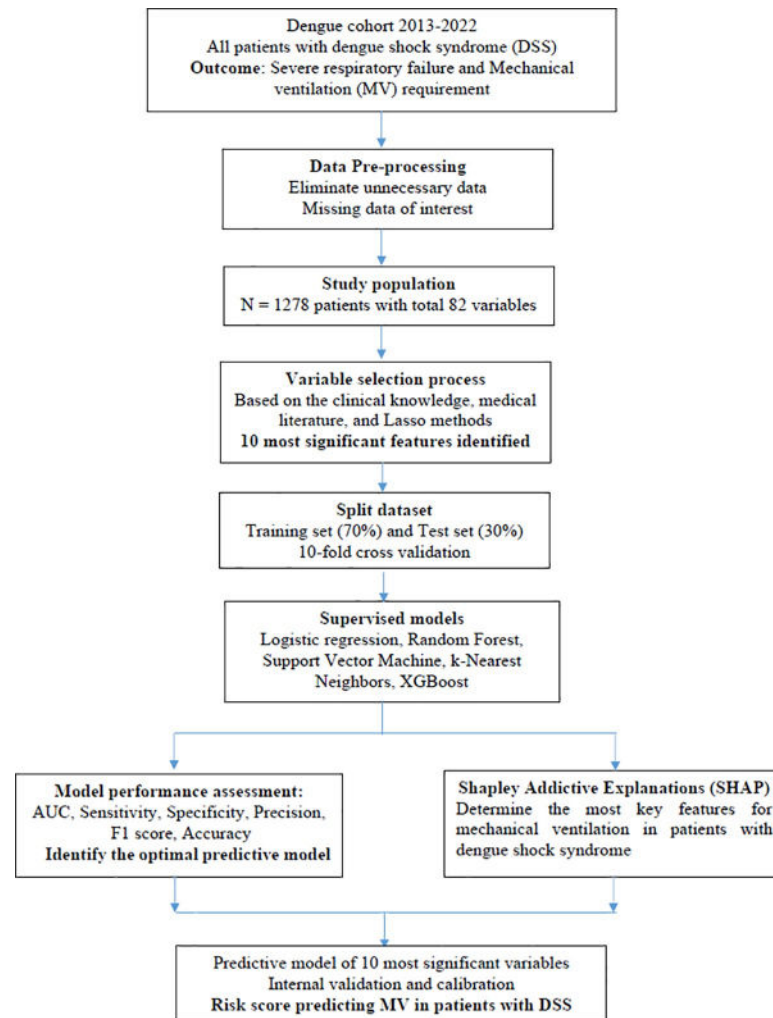 Dengue cohort 2013-2022
All patients with dengue shock syndrome (DSS)
Outcome: Severe respiratory failure and Mechanical
ventilation (MV) requirement
Data Pre-processing
Eliminate unnecessary data
Missing data of interest
Study population
N = 1278 patients with total 82 variables
Variable selection process
Based on the clinical knowledge, medical
literature, and Lasso methods
10 most significant features identified
Split dataset
Training set (70%) and Test set (30%)
10-fold cross validation
Supervised models
Logistic regression, Random Forest,
Support Vector Machine, k-Nearest
Neighbors, XGBoost
Model performance assessment:
AUC, Sensitivity, Specificity, Precision,
F1 score, Accuracy
Identify the optimal predictive model
Shapley Addictive Explanations (SHAP)
Determine the most key features for
mechanical ventilation in patients with
dengue shock syndrome
Predictive model of 10 most significant variables
Internal validation and calibration
Risk score predicting MV in patients with DSS